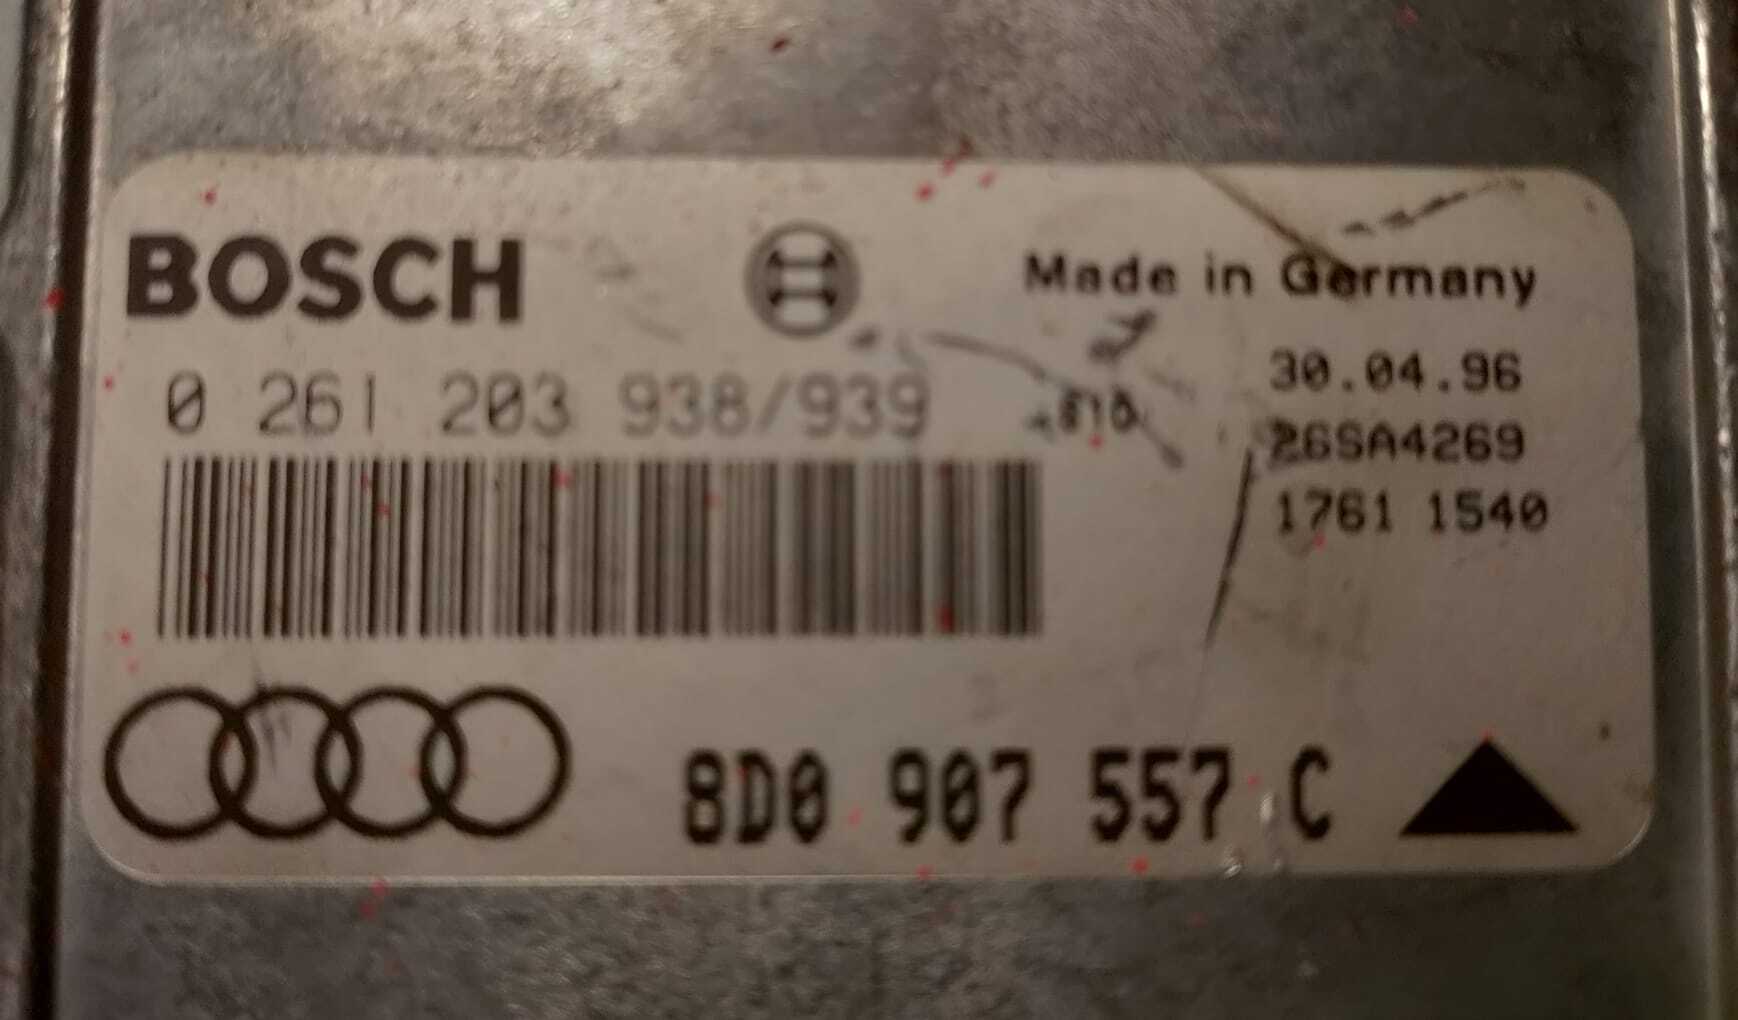 BOSCH
Made in Germany
0 261 203 938/939
30.04.96
26SA4269
1761 1540
8D0 907 557 C